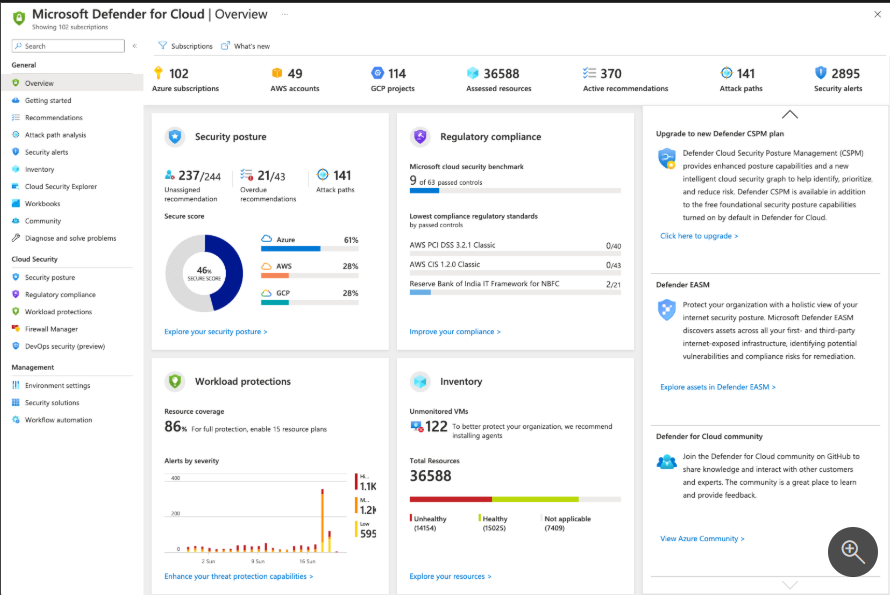 Microsoft Defender for Cloud | Overview ...
Showing 102 subscriptions
Search
«
Subscriptions
What's new
General
Overview
Getting started
Recommendations
Attack path analysis
Security alerts
Inventory
Cloud Security Explorer
Workbooks
Community
Diagnose and solve problems
Cloud Security
Security posture
Regulatory compliance
Workload protections
Firewall Manager
DevOps security (preview)
Management
Environment settings
Security solutions
Workflow automation
102
Azure subscriptions
49
AWS accounts
114
GCP projects
36588
Assessed resources
370
Active recommendations
141
Attack paths
2895
Security alerts
Security posture
237/244
Unassigned
recommendation
21/43
Overdue
recommendations
141
Attack paths
Secure score
46%
SECURE SCORE
Azure 61%
AWS 28%
GCP 28%
Explore your security posture >
Regulatory compliance
Microsoft cloud security benchmark
9 of 63 passed controls
Lowest compliance regulatory standards
by passed controls
AWS PCI DSS 3.2.1 Classic 0/40
AWS CIS 1.2.0 Classic 0/43
Reserve Bank of India IT Framework for NBFC 2/21
Improve your compliance >
Workload protections
Resource coverage
86% For full protection, enable 15 resource plans
Alerts by severity
400
200
0
2 Sun 9 Sun 16 Sun
Hi...
1.1K
M...
1.2K
Low
595
Enhance your threat protection capabilities >
Inventory
Unmonitored VMs
122 To better protect your organization, we recommend
installing agents
Total Resources
36588
Unhealthy
(14154)
Healthy
(15025)
Not applicable
(7409)
Explore your resources >
Upgrade to new Defender CSPM plan
Defender Cloud Security Posture Management (CSPM)
provides enhanced posture capabilities and a new
intelligent cloud security graph to help identify, prioritize,
and reduce risk. Defender CSPM is available in addition
to the free foundational security posture capabilities
turned on by default in Defender for Cloud.
Click here to upgrade >
Defender EASM
Protect your organization with a holistic view of your
internet security posture. Microsoft Defender EASM
discovers assets across all your first- and third-party
internet-exposed infrastructure, identifying potential
vulnerabilities and compliance risks for remediation.
Explore assets in Defender EASM >
Defender for Cloud community
Join the Defender for Cloud community on GitHub to
share knowledge and interact with other customers
and experts. The community is a great place to learn
and provide feedback.
View Azure Community >